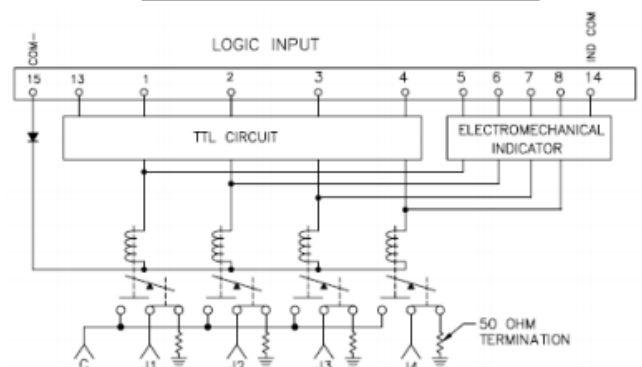 LOGIC INPUT
COM-
IND COM
15 13 1 2 3 4 5 6 7 8 14
TTL CIRCUIT
ELECTROMECHANICAL
INDICATOR
50 OHM
TERMINATION
C J1 J2 J3 J4